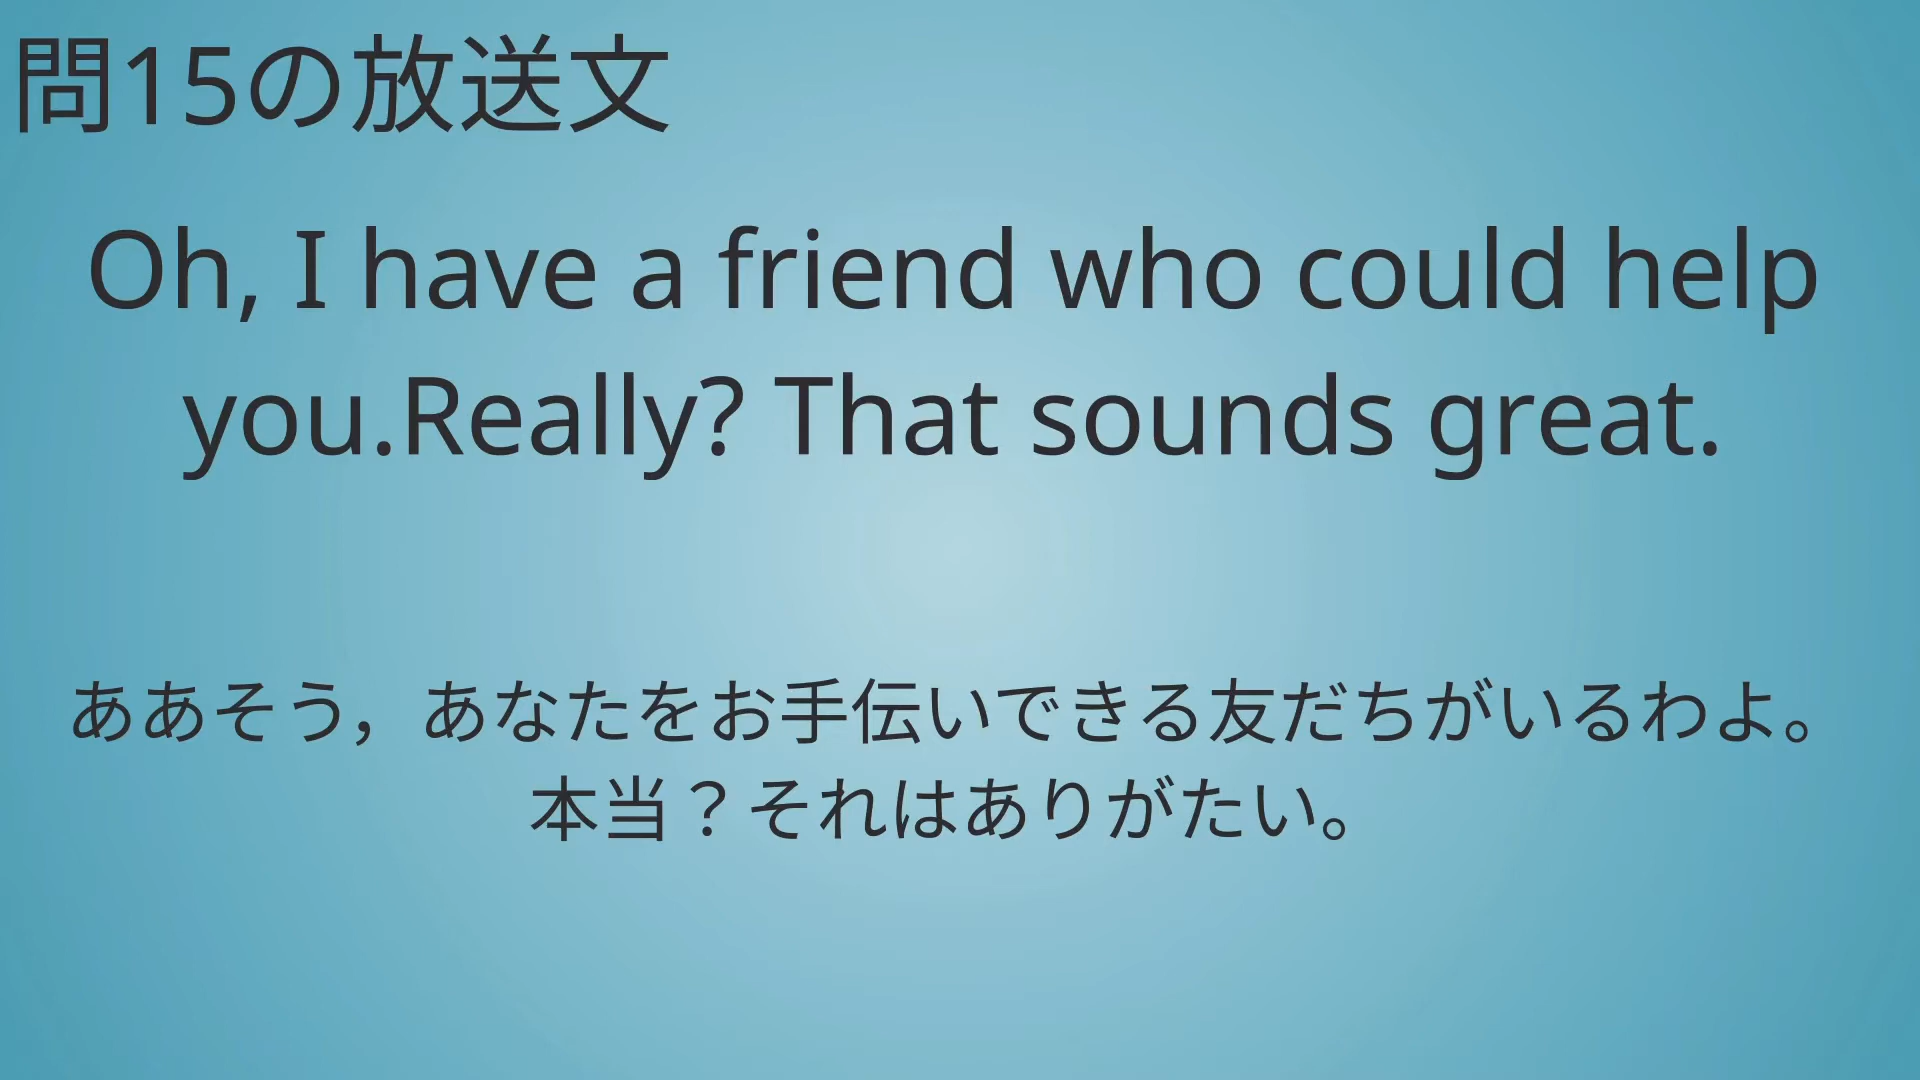 問15の放送文
Oh, I have a friend who could help
you.Really? That sounds great.
ああそう，あなたをお手伝いできる友だちがいるわよ。
本当？それはありがたい。